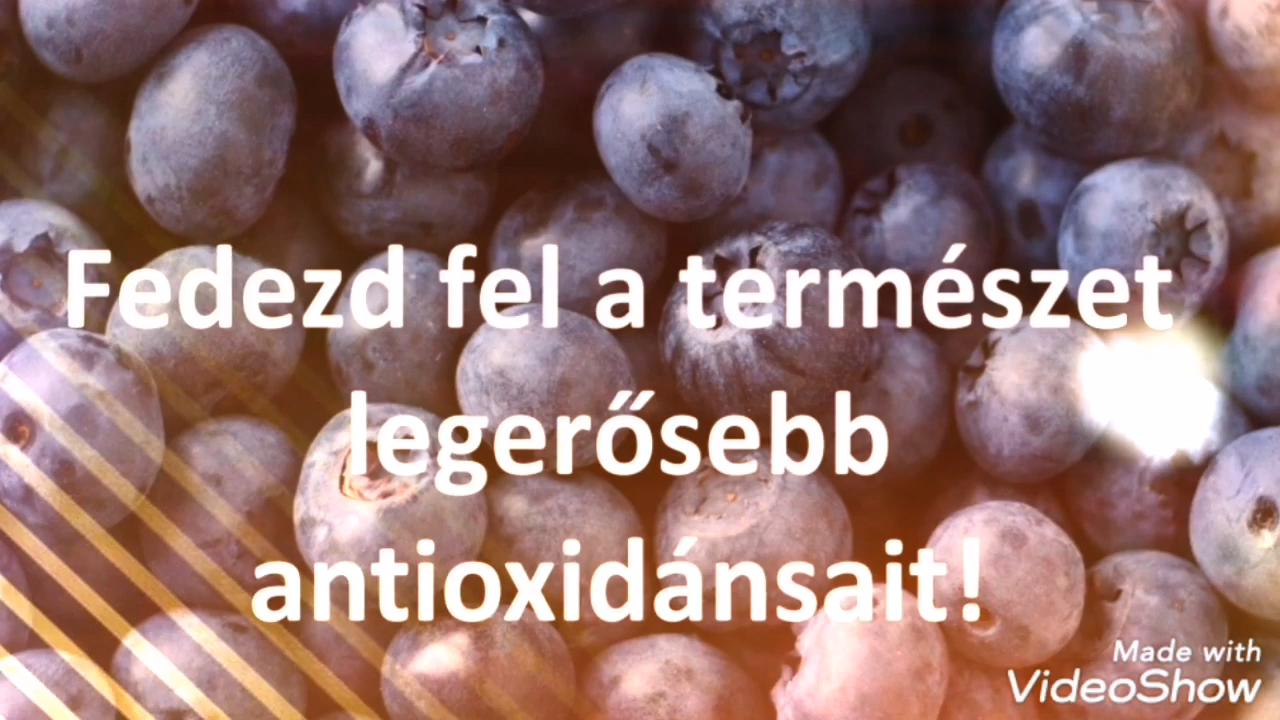 Fedezd fel a természet
legerősebb
antioxidánsait!
Made with
VideoShow